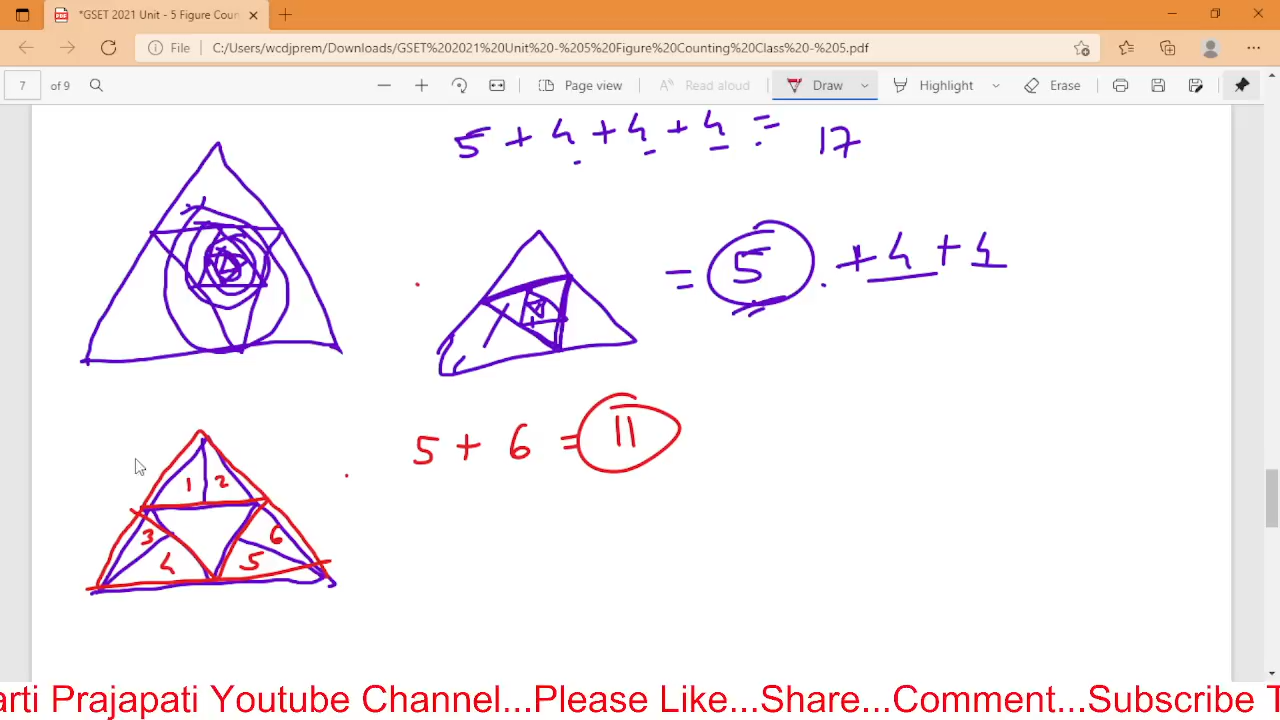 *GSET 2021 Unit - 5 Figure Coun
File C:/Users/wcdjprem/Downloads/GSET%202021%20Unit%20-%205%20Figure%20Counting%20Class%20-%205.pdf
7 of 9 Page view Read aloud Draw Highlight Erase
5 + 4 + 4 + 4 = 17
= 5 + 4 + 4
5 + 6 = 11
1 2
3 4 5 6
arti Prajapati Youtube Channel...Please Like...Share...Comment...Subscribe T